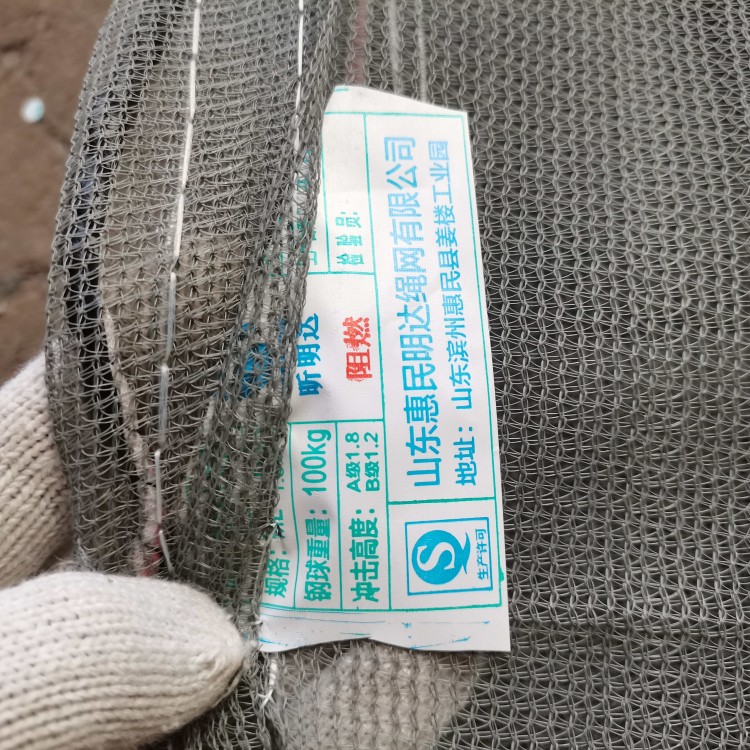 检验员:
昕明达
阻燃
规格:
钢球重量: 100kg
冲击高度: A级1.8
B级1.2
山东惠民明达绳网有限公司
地址: 山东滨州惠民县姜楼工业园
生产许可